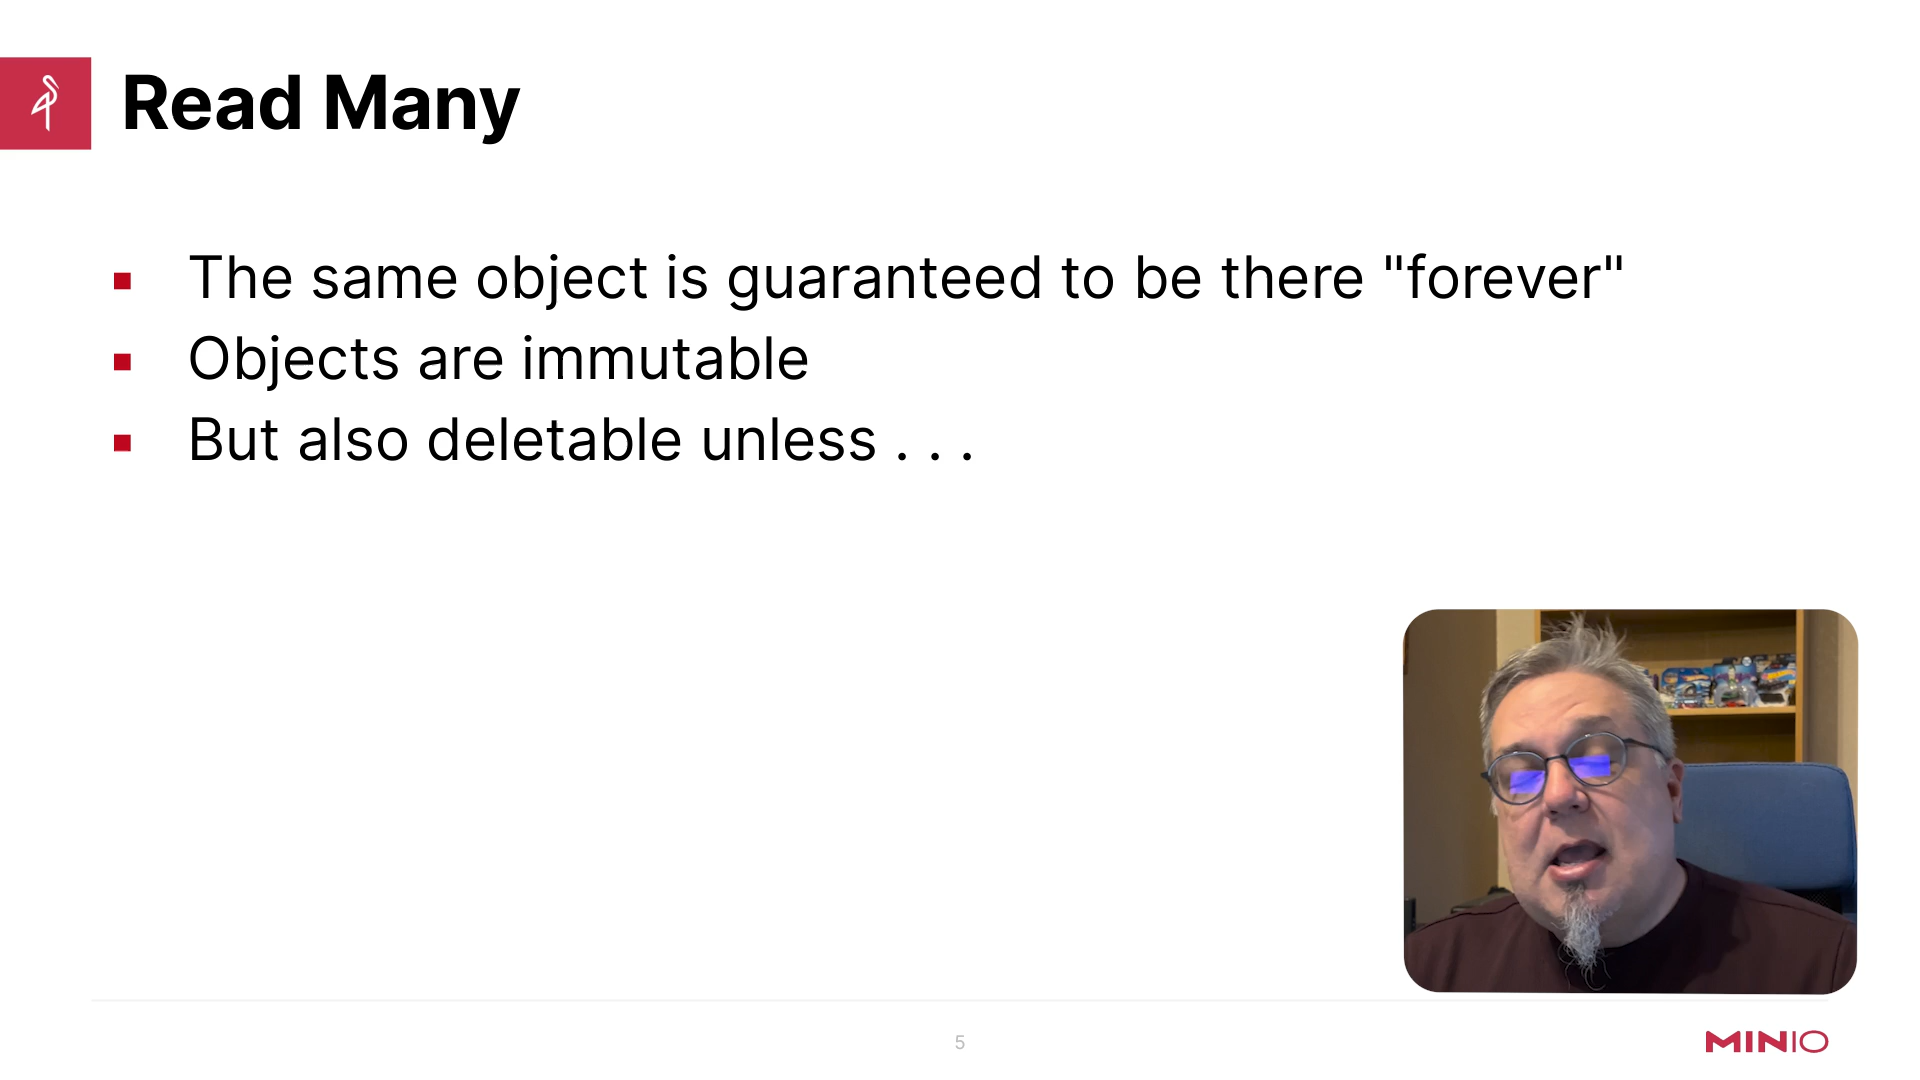 Read Many
The same object is guaranteed to be there "forever"
Objects are immutable
But also deletable unless . . .
5
MINIO